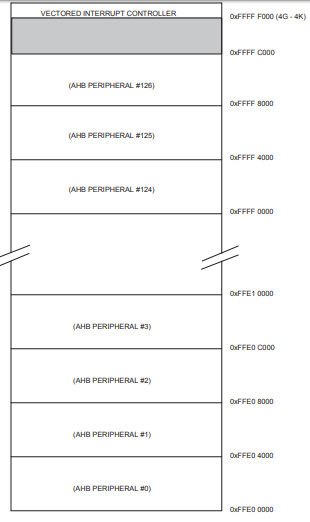 VECTORED INTERRUPT CONTROLLER
0xFFFF F000 (4G - 4K)
0xFFFF C000
(AHB PERIPHERAL #126)
0xFFFF 8000
(AHB PERIPHERAL #125)
0xFFFF 4000
(AHB PERIPHERAL #124)
0xFFFF 0000
0xFFE1 0000
(AHB PERIPHERAL #3)
0xFFE0 C000
(AHB PERIPHERAL #2)
0xFFE0 8000
(AHB PERIPHERAL #1)
0xFFE0 4000
(AHB PERIPHERAL #0)
0xFFE0 0000